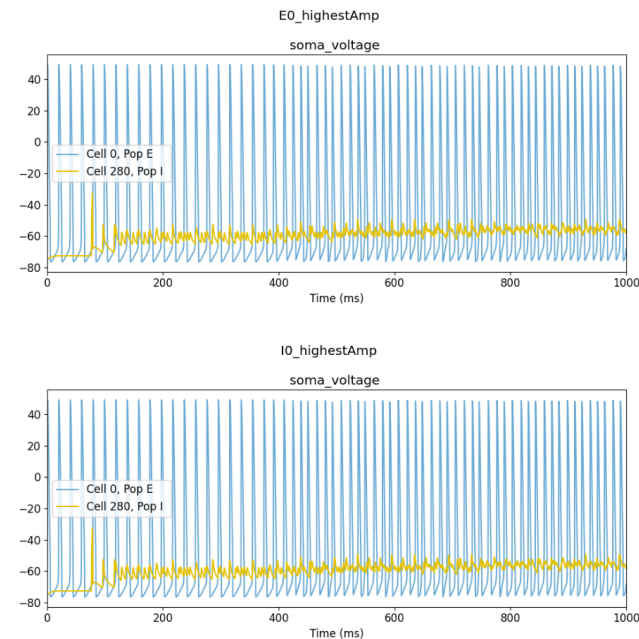 E0_highestAmp
soma_voltage
40
20
0
−20
−40
−60
−80
Cell 0, Pop E
Cell 280, Pop I
0 200 400 600 800 1000
Time (ms)
I0_highestAmp
soma_voltage
40
20
0
−20
−40
−60
−80
Cell 0, Pop E
Cell 280, Pop I
0 200 400 600 800 1000
Time (ms)